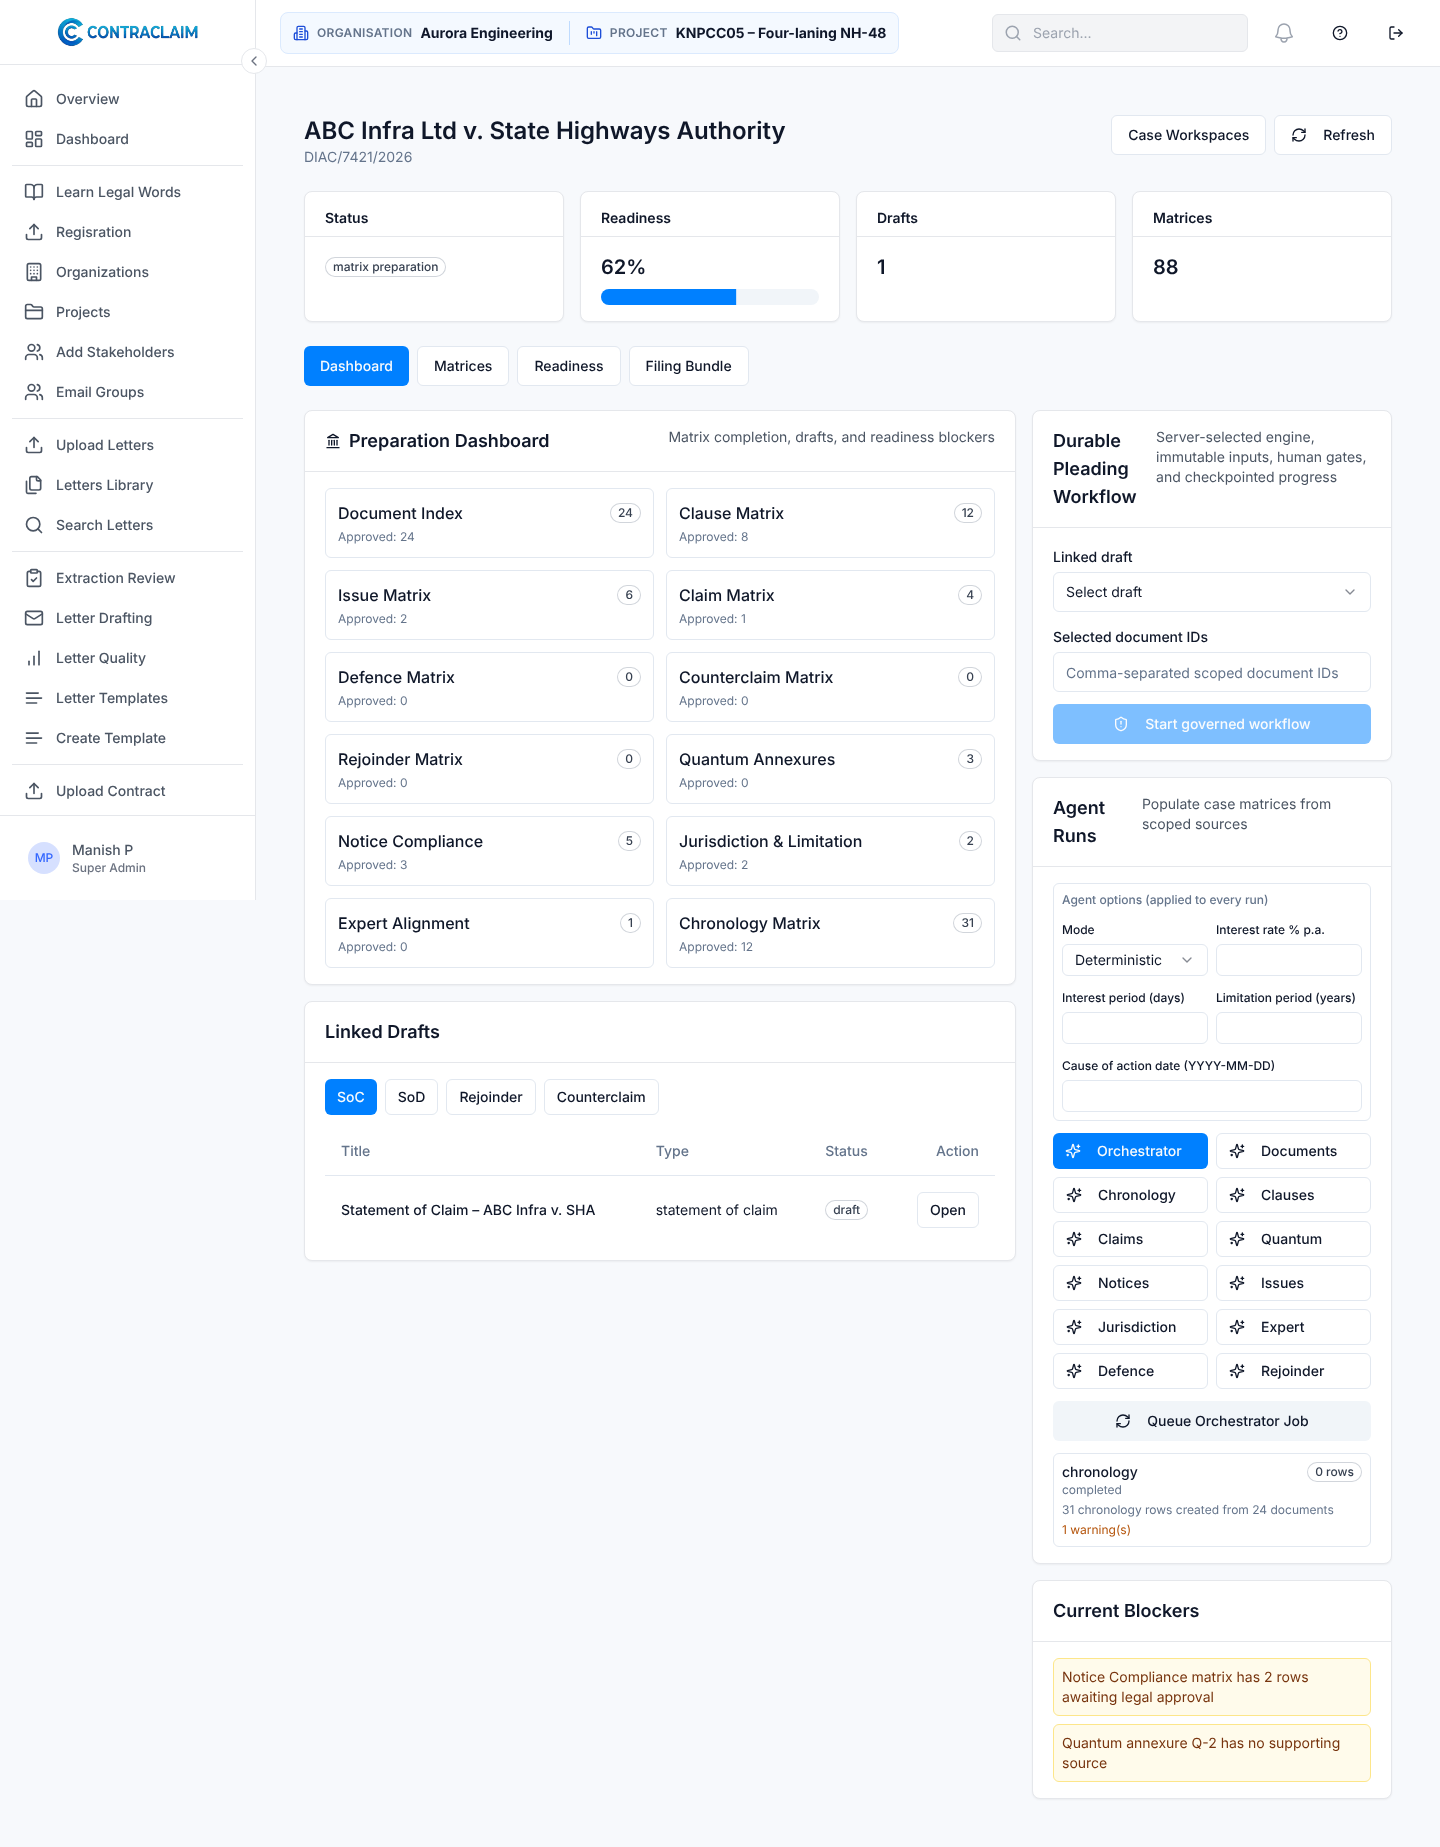 CONTRACLAIM
ORGANISATION Aurora Engineering PROJECT KNPCC05 – Four-laning NH-48
Search...
Overview
Dashboard
Learn Legal Words
Regisration
Organizations
Projects
Add Stakeholders
Email Groups
Upload Letters
Letters Library
Search Letters
Extraction Review
Letter Drafting
Letter Quality
Letter Templates
Create Template
Upload Contract
MP
Manish P
Super Admin
ABC Infra Ltd v. State Highways Authority
DIAC/7421/2026
Case Workspaces
Refresh
Status
matrix preparation
Readiness
62%
Drafts
1
Matrices
88
Dashboard Matrices Readiness Filing Bundle
Preparation Dashboard
Matrix completion, drafts, and readiness blockers
Document Index 24
Approved: 24
Clause Matrix 12
Approved: 8
Issue Matrix 6
Approved: 2
Claim Matrix 4
Approved: 1
Defence Matrix 0
Approved: 0
Counterclaim Matrix 0
Approved: 0
Rejoinder Matrix 0
Approved: 0
Quantum Annexures 3
Approved: 0
Notice Compliance 5
Approved: 3
Jurisdiction & Limitation 2
Approved: 2
Expert Alignment 1
Approved: 0
Chronology Matrix 31
Approved: 12
Linked Drafts
SoC SoD Rejoinder Counterclaim
Title Type Status Action
Statement of Claim – ABC Infra v. SHA statement of claim draft Open
Durable
Pleading
Workflow
Server-selected engine,
immutable inputs, human gates,
and checkpointed progress
Linked draft
Select draft
Selected document IDs
Comma-separated scoped document IDs
Start governed workflow
Agent
Runs
Populate case matrices from
scoped sources
Agent options (applied to every run)
Mode Interest rate % p.a.
Deterministic
Interest period (days) Limitation period (years)
Cause of action date (YYYY-MM-DD)
Orchestrator Documents
Chronology Clauses
Claims Quantum
Notices Issues
Jurisdiction Expert
Defence Rejoinder
Queue Orchestrator Job
chronology 0 rows
completed
31 chronology rows created from 24 documents
1 warning(s)
Current Blockers
Notice Compliance matrix has 2 rows
awaiting legal approval
Quantum annexure Q-2 has no supporting
source